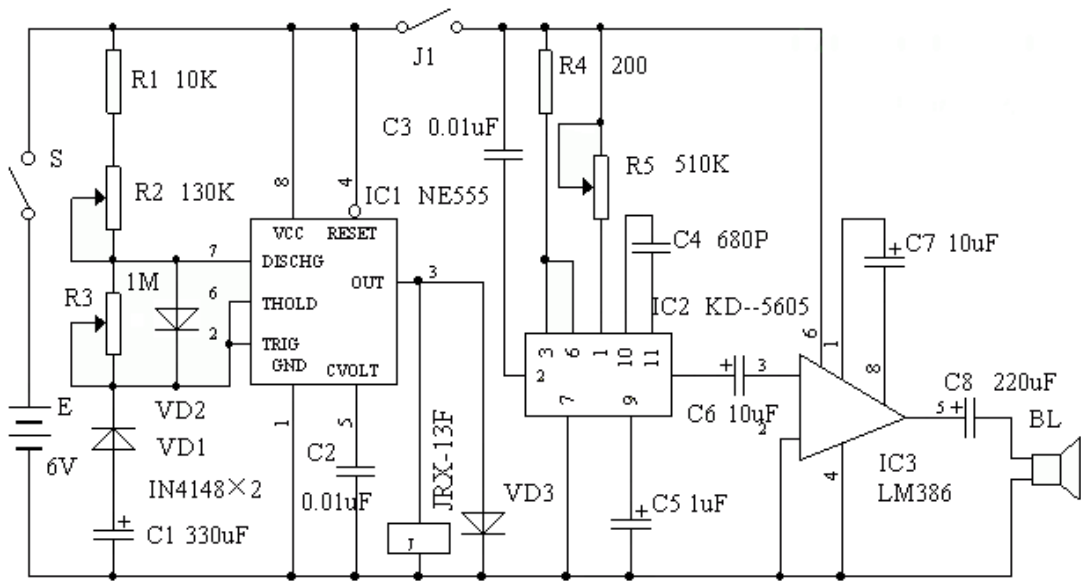 J1
R1 10K
R4 200
C3 0.01uF
S
R5 510K
R2 130K
8
4
IC1 NE555
VCC RESET
C4 680P
C7 10uF
7
DISCHG
3
1M
OUT
R3
6
THOLD
IC2 KD--5605
2
TRIG
6
1
GND
CVOLT
3 6 1 10 11
2
3
8
7
9
E
VD2
1
5
C6 10uF
2
C8 220uF
5
BL
VD1
6V
C2
JRX-13F
4
IC3
LM386
IN4148×2
0.01uF
VD3
C5 1uF
C1 330uF
J